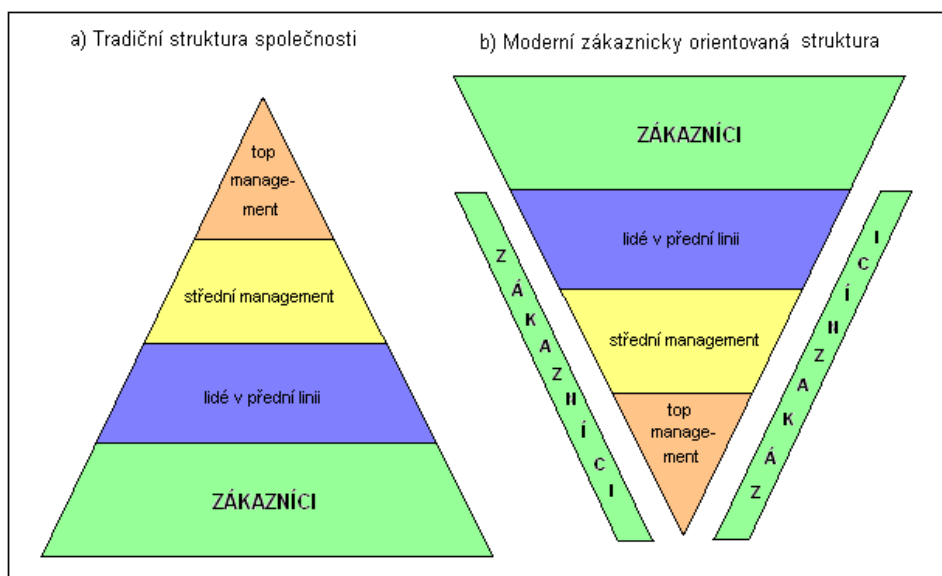 a) Tradiční struktura společnosti
top
manage-
ment
střední management
lidé v přední linii
ZÁKAZNÍCI
b) Moderní zákaznicky orientovaná struktura
ZÁKAZNÍCI
lidé v přední linii
střední management
top
manage-
ment
ZÁKAZNÍCI
ZÁKAZNÍCI